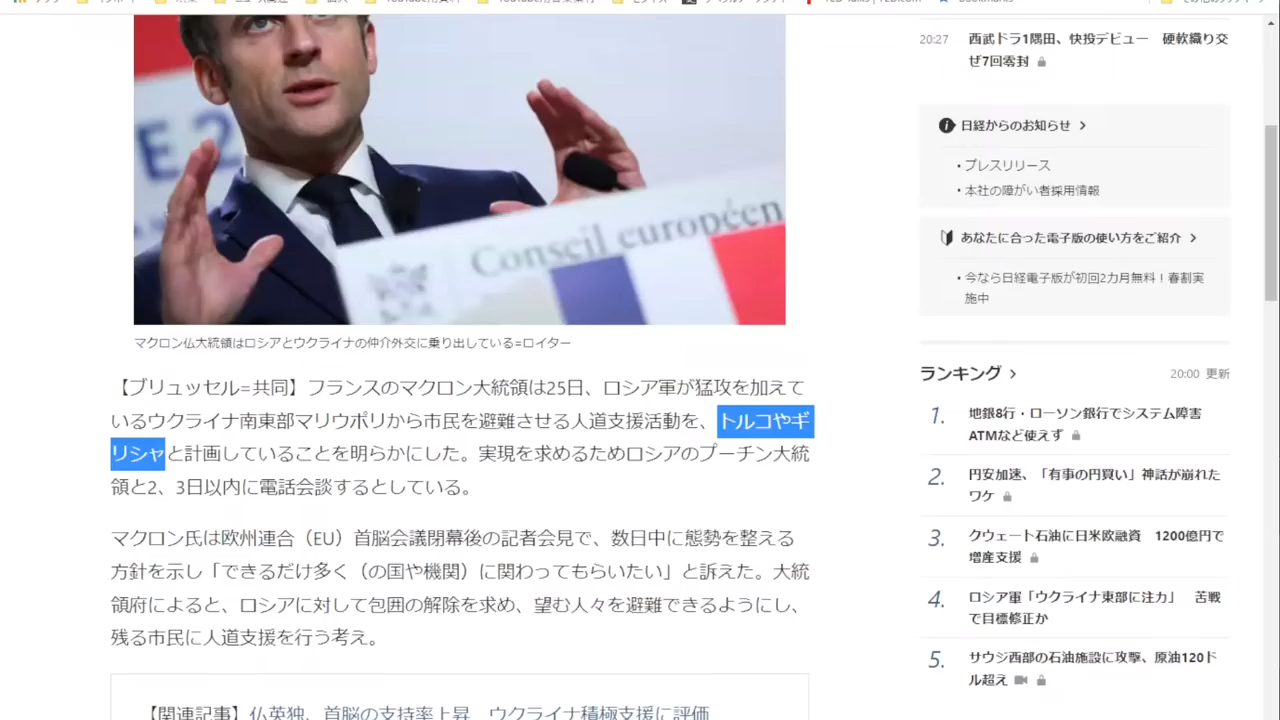 E 2
Conseil européen
マクロン仏大統領はロシアとウクライナの仲介外交に乗り出している=ロイター
【ブリュッセル=共同】フランスのマクロン大統領は25日、ロシア軍が猛攻を加えて
いるウクライナ南東部マリウポリから市民を避難させる人道支援活動を、トルコやギ
リシャと計画していることを明らかにした。実現を求めるためロシアのプーチン大統
領と2、3日以内に電話会談するとしている。
マクロン氏は欧州連合（EU）首脳会議閉幕後の記者会見で、数日中に態勢を整える
方針を示し「できるだけ多く（の国や機関）に関わってもらいたい」と訴えた。大統
領府によると、ロシアに対して包囲の解除を求め、望む人々を避難できるようにし、
残る市民に人道支援を行う考え。
【関連記事】仏英独、首脳の支持率上昇 ウクライナ積極支援に評価
20:27 西武ドラ1隅田、快投デビュー 硬軟織り交
ぜ7回零封
日経からのお知らせ
・プレスリリース
・本社の障がい者採用情報
あなたに合った電子版の使い方をご紹介
・今なら日経電子版が初回2カ月無料！春割実
施中
ランキング 20:00 更新
1. 地銀8行・ローソン銀行でシステム障害
ATMなど使えず
2. 円安加速、「有事の円買い」神話が崩れた
ワケ
3. クウェート石油に日米欧融資 1200億円で
増産支援
4. ロシア軍「ウクライナ東部に注力」 苦戦
で目標修正か
5. サウジ西部の石油施設に攻撃、原油120ド
ル超え